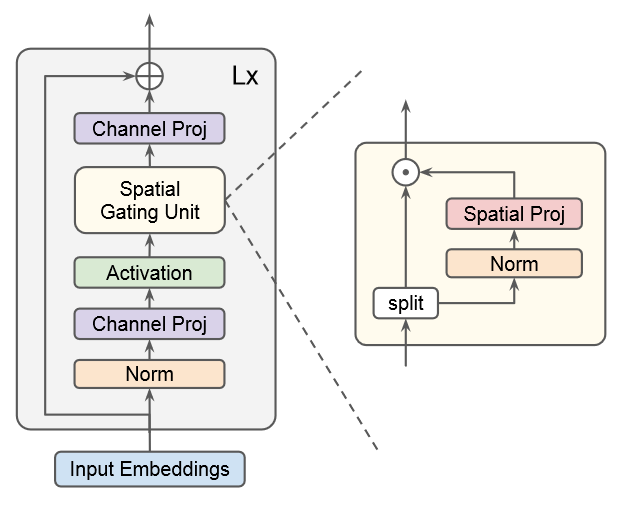 Lx
Channel Proj
Spatial
Gating Unit
Activation
Channel Proj
Norm
Input Embeddings
Spatial Proj
Norm
split